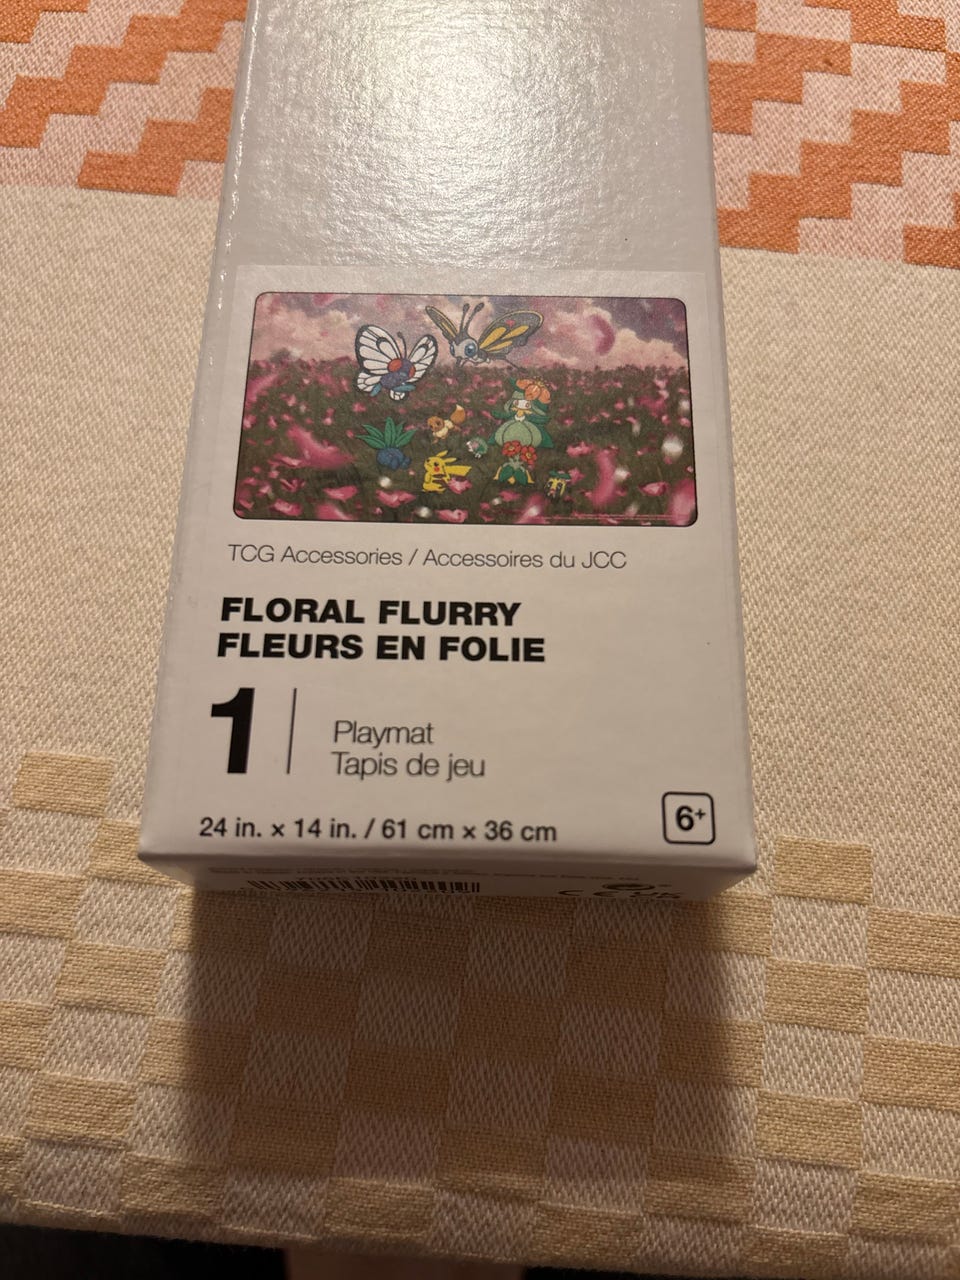 TCG Accessories / Accessoires du JCC
FLORAL FLURRY
FLEURS EN FOLIE
1
Playmat
Tapis de jeu
24 in. × 14 in. / 61 cm × 36 cm
6+